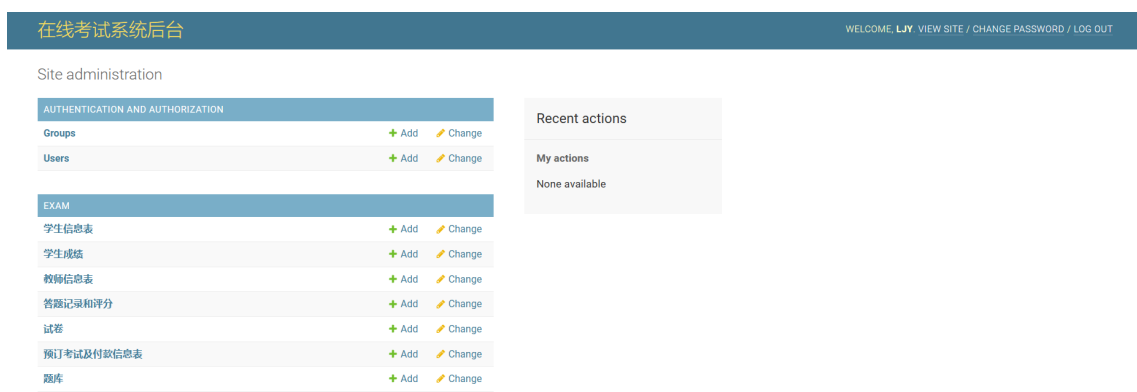 在线考试系统后台
WELCOME, LJY. VIEW SITE / CHANGE PASSWORD / LOG OUT
Site administration
AUTHENTICATION AND AUTHORIZATION
Groups Add Change
Users Add Change
EXAM
学生信息表 Add Change
学生成绩 Add Change
教师信息表 Add Change
答题记录和评分 Add Change
试卷 Add Change
预订考试及付款信息表 Add Change
题库 Add Change
Recent actions
My actions
None available